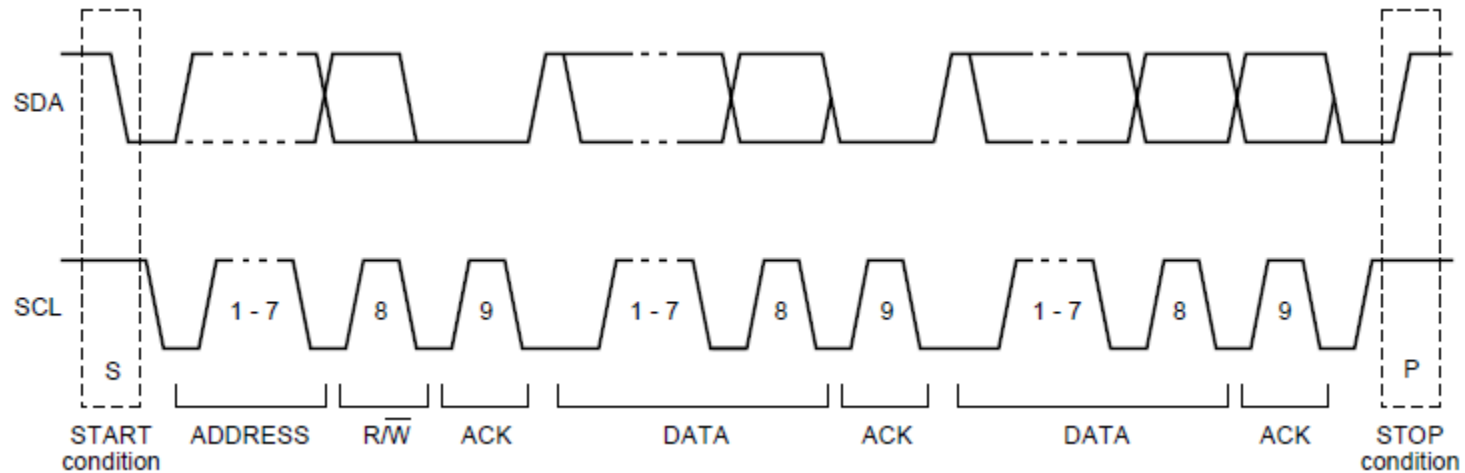 SDA
SCL
1 - 7 8 9 1 - 7 8 9 1 - 7 8 9
S P
START condition ADDRESS R/W̅ ACK DATA ACK DATA ACK STOP condition